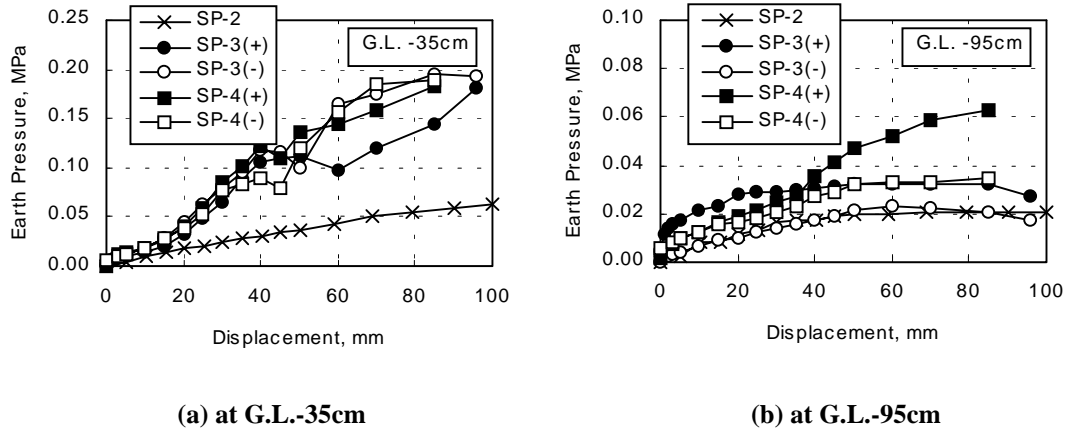 SP-2
SP-3(+)
SP-3(-)
SP-4(+)
SP-4(-)
G.L. -35cm
Earth Pressure, MPa
0.25
0.20
0.15
0.10
0.05
0.00
0 20 40 60 80 100
Displacement, mm
(a) at G.L.-35cm
SP-2
SP-3(+)
SP-3(-)
SP-4(+)
SP-4(-)
G.L. -95cm
Earth Pressure, MPa
0.10
0.08
0.06
0.04
0.02
0.00
0 20 40 60 80 100
Displacement, mm
(b) at G.L.-95cm